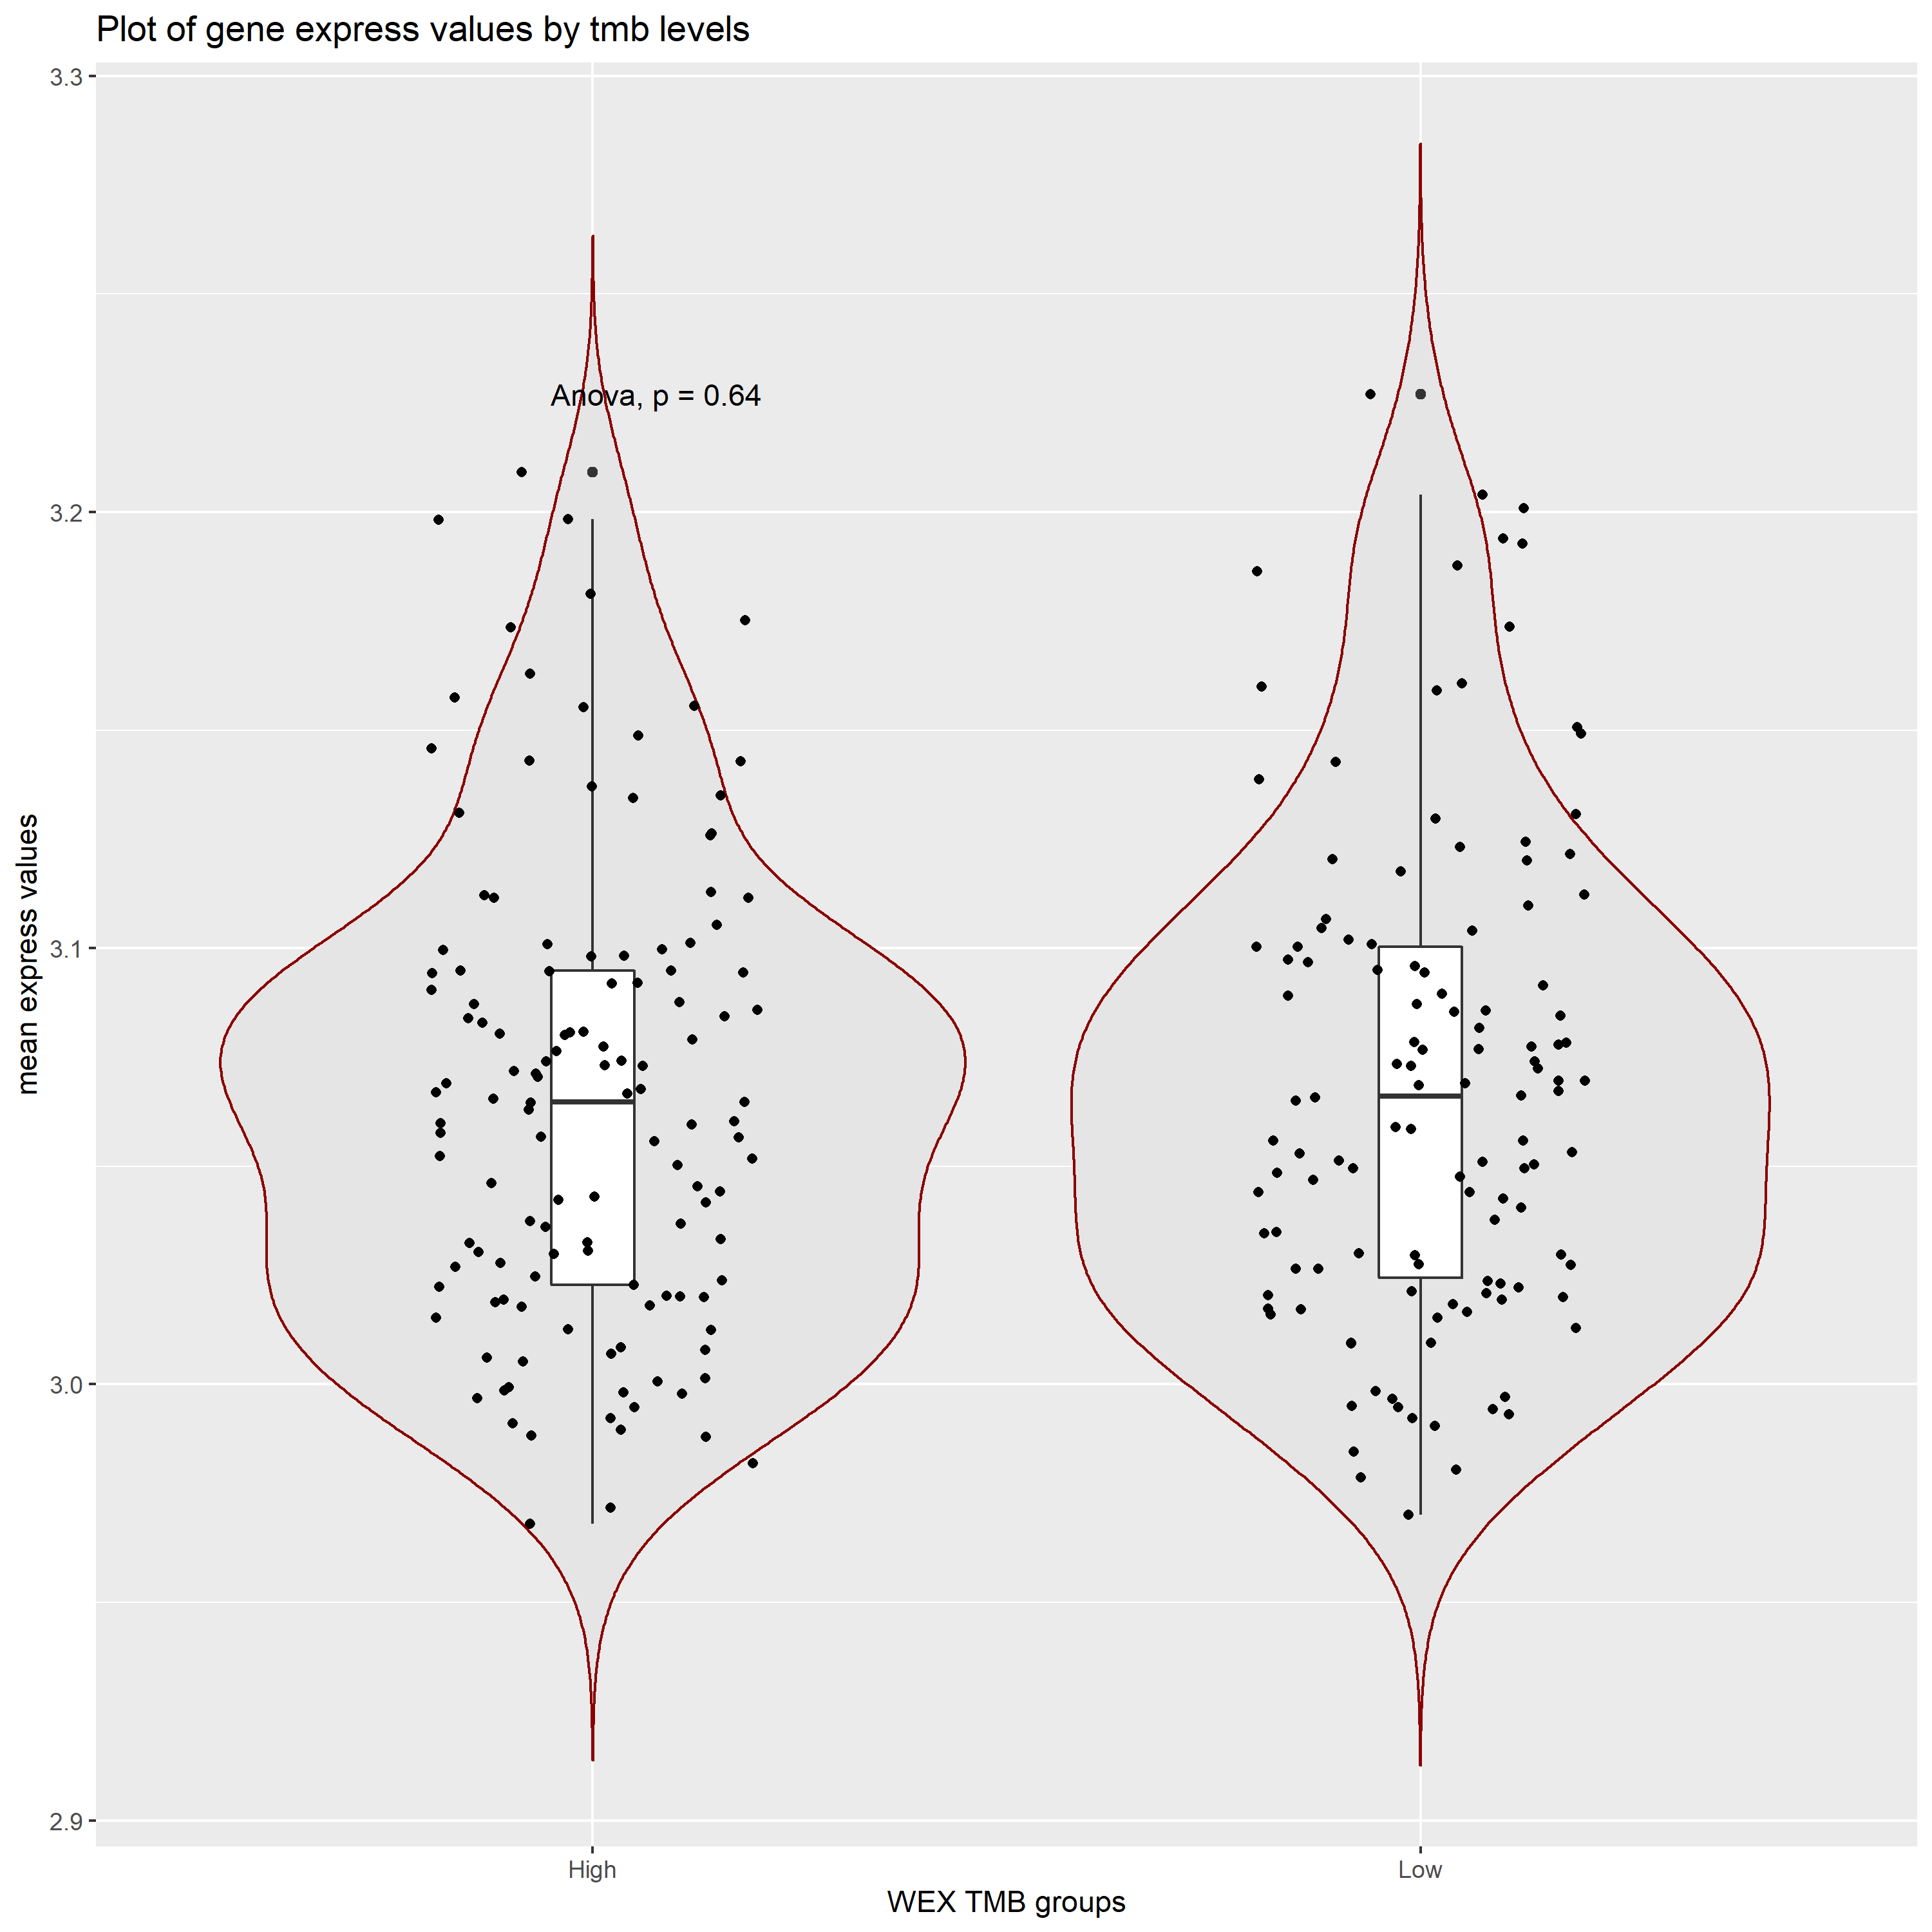 Plot of gene express values by tmb levels
3.3
Anova, p = 0.64
3.2
mean express values
3.1
3.0
2.9
High
Low
WEX TMB groups